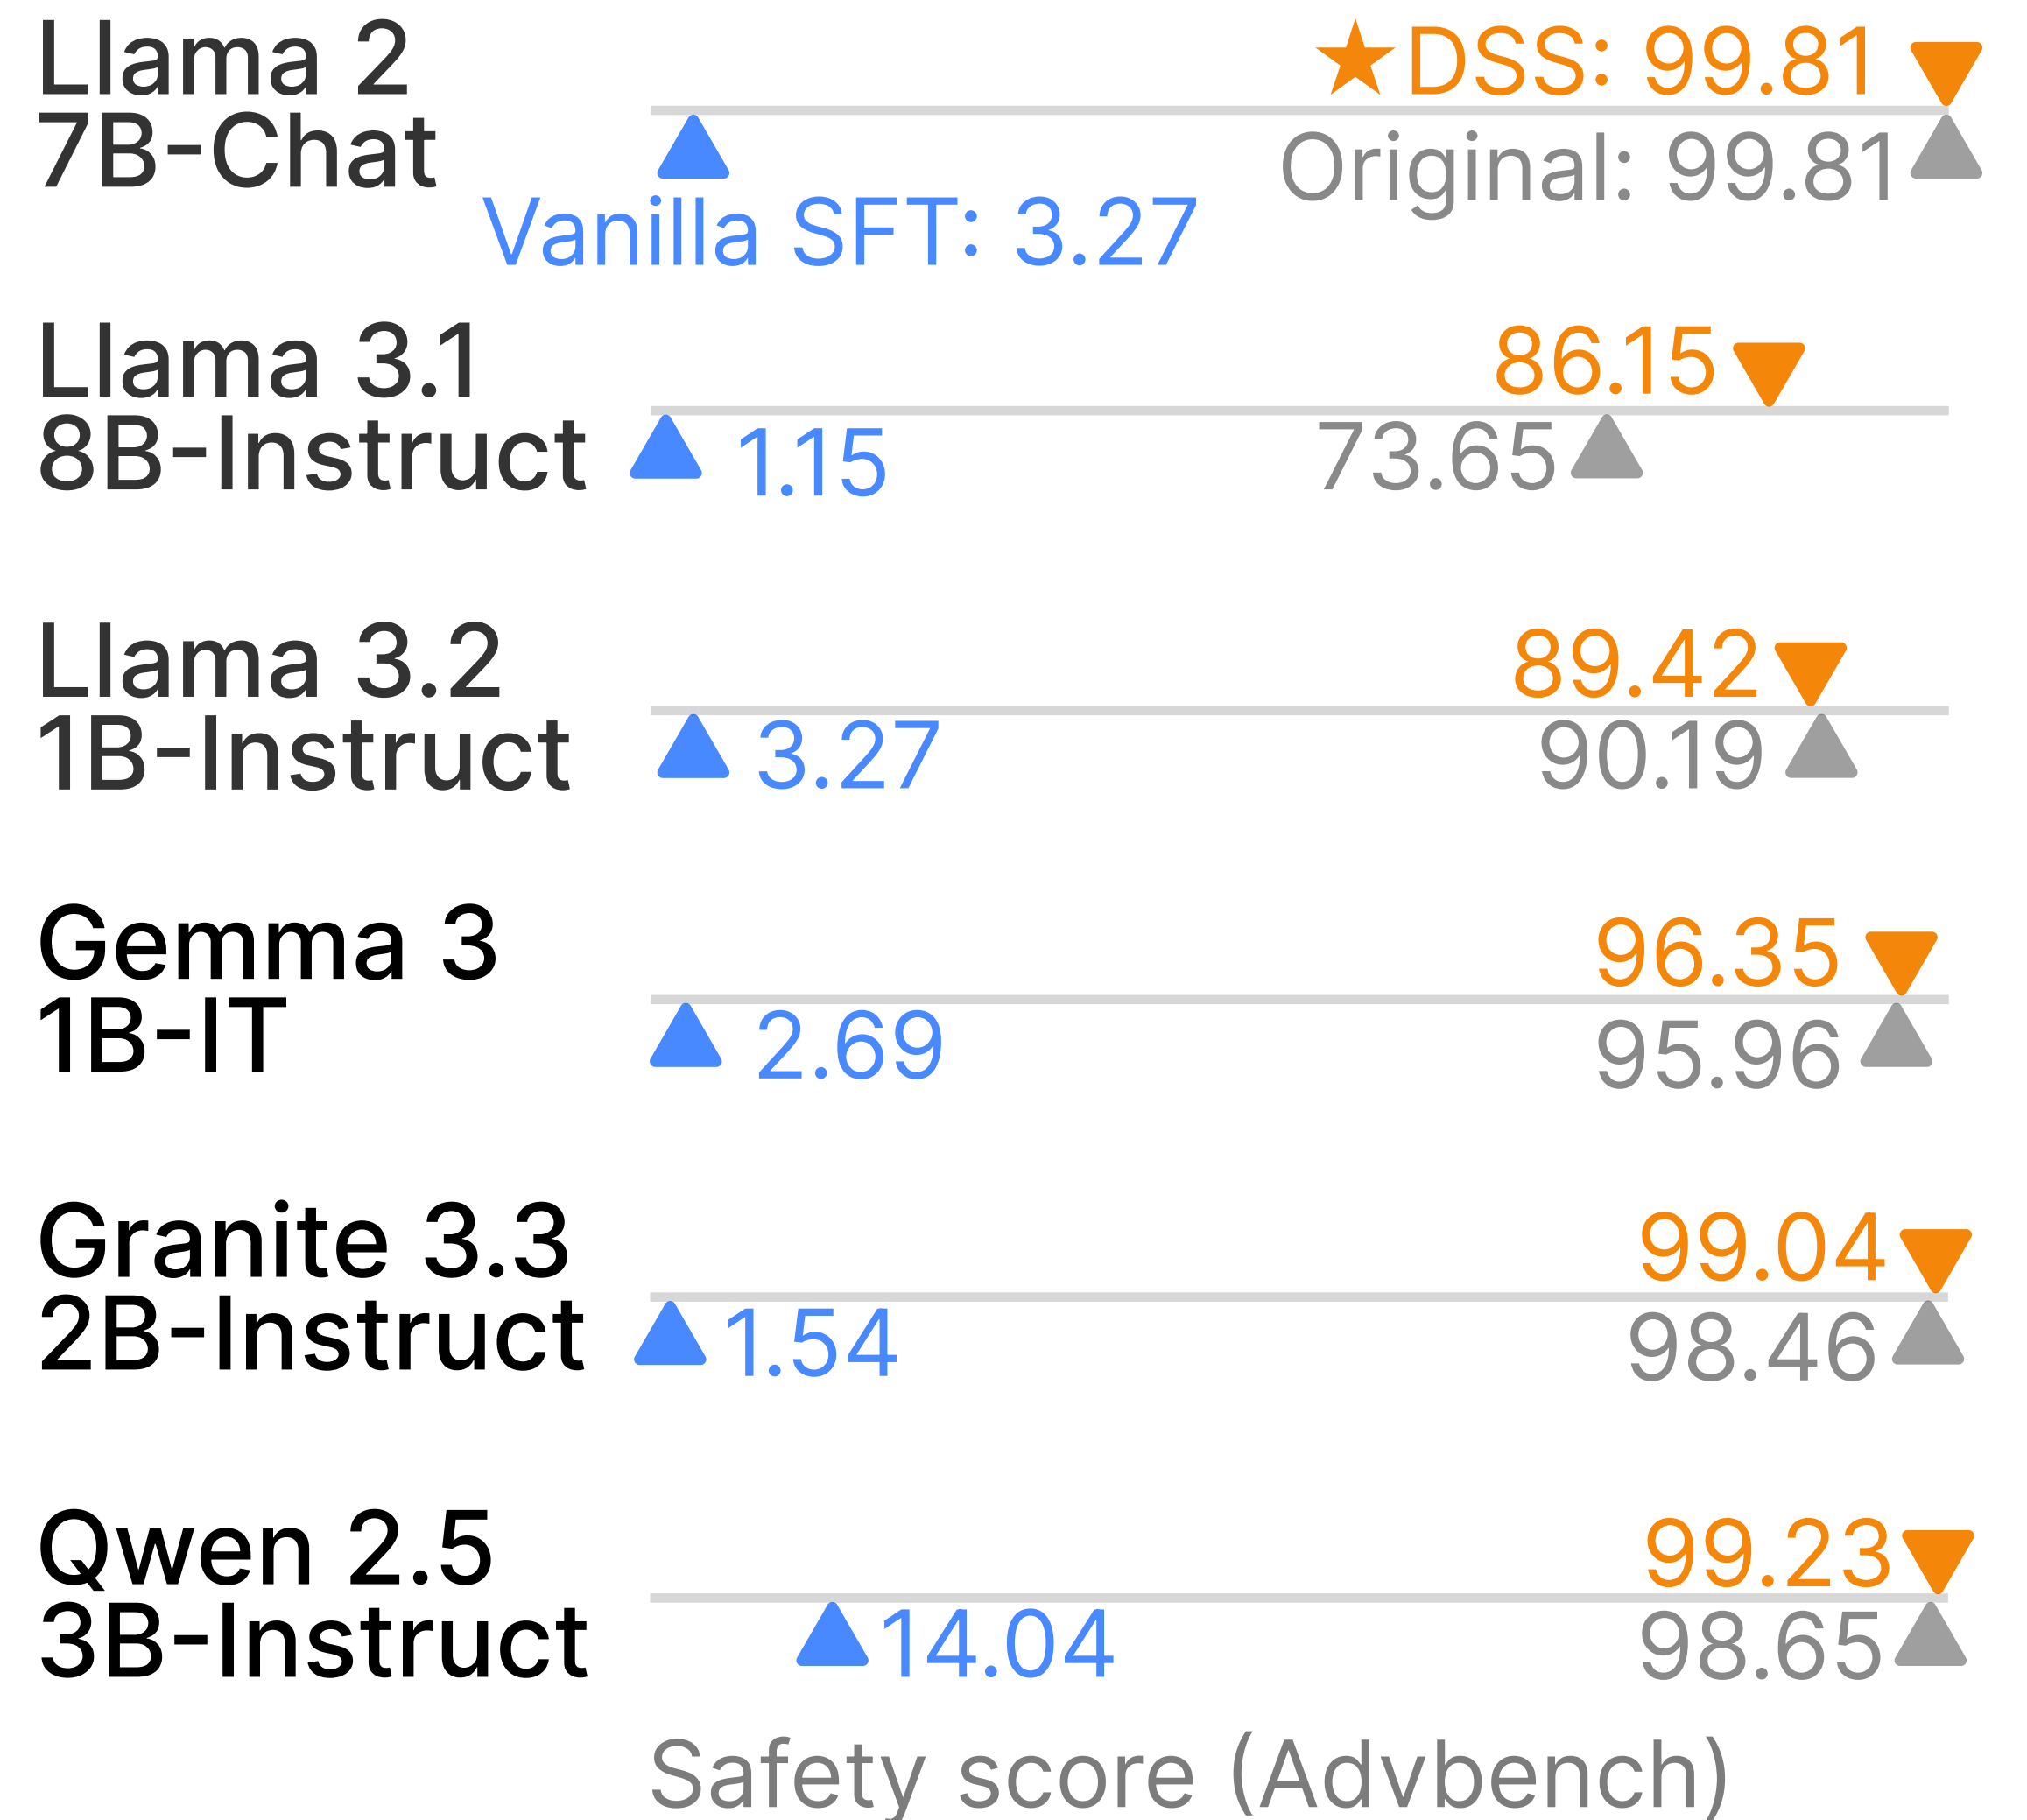 Llama 2
7B-Chat
★DSS: 99.81
Original: 99.81
Vanilla SFT: 3.27
Llama 3.1
8B-Instruct
86.15
1.15
73.65
Llama 3.2
1B-Instruct
89.42
3.27
90.19
Gemma 3
1B-IT
96.35
2.69
95.96
Granite 3.3
2B-Instruct
99.04
1.54
98.46
Qwen 2.5
3B-Instruct
99.23
14.04
98.65
Safety score (Advbench)